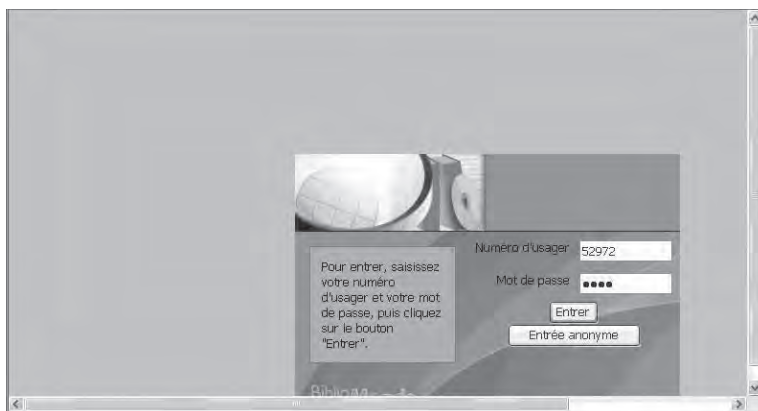 Pour entrer, saisissez
votre numéro
d'usager et votre mot
de passe, puis cliquez
sur le bouton
"Entrer".
Numéro d'usager 52972
Mot de passe ●●●●
Entrer
Entrée anonyme